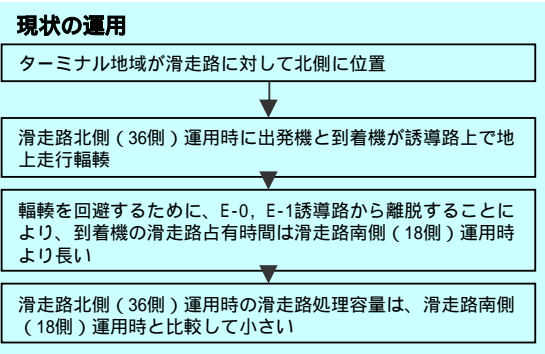 現状の運用
ターミナル地域が滑走路に対して北側に位置
滑走路北側（36側）運用時に出発機と到着機が誘導路上で地
上走行輻輳
輻輳を回避するために、E-0, E-1誘導路から離脱することに
より、到着機の滑走路占有時間は滑走路南側（18側）運用時
より長い
滑走路北側（36側）運用時の滑走路処理容量は、滑走路南側
（18側）運用時と比較して小さい